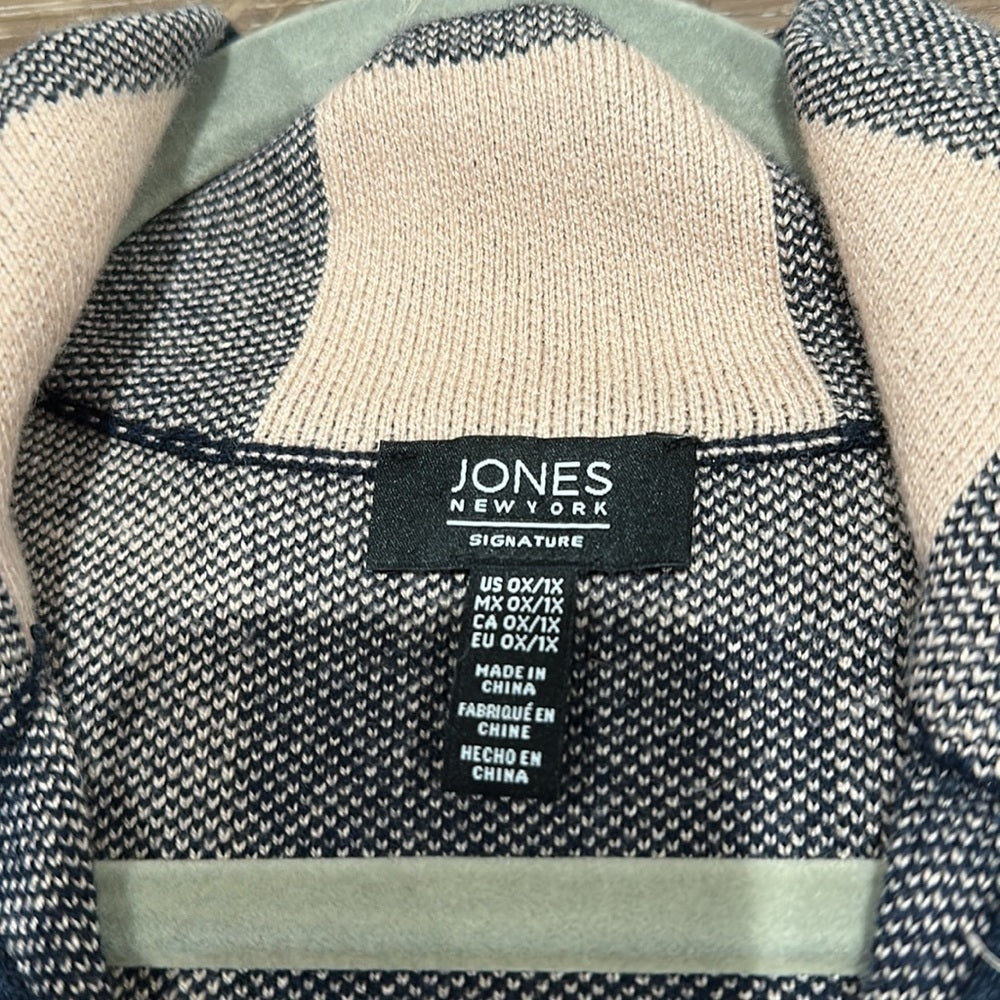 JONES
NEW YORK
SIGNATURE
US 0X/1X
MX 0X/1X
CA 0X/1X
EU 0X/1X
MADE IN
CHINA
FABRIQUÉ EN
CHINE
HECHO EN
CHINA